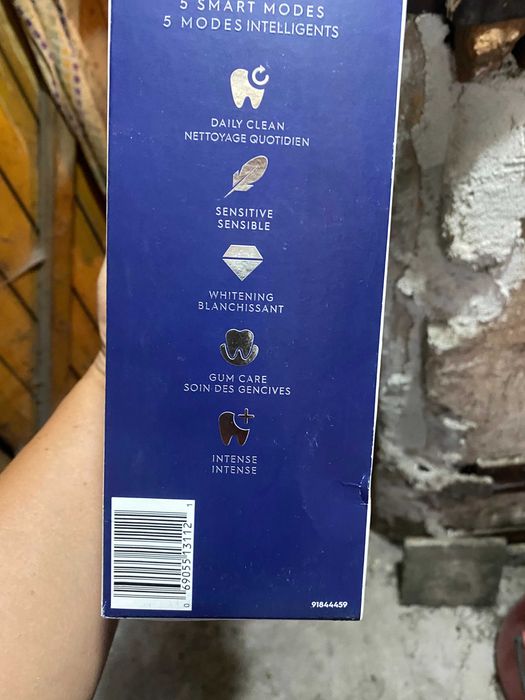 5 SMART MODES
5 MODES INTELLIGENTS
DAILY CLEAN
NETTOYAGE QUOTIDIEN
SENSITIVE
SENSIBLE
WHITENING
BLANCHISSANT
GUM CARE
SOIN DES GENCIVES
INTENSE
INTENSE
0 69055 13112 1
91844459